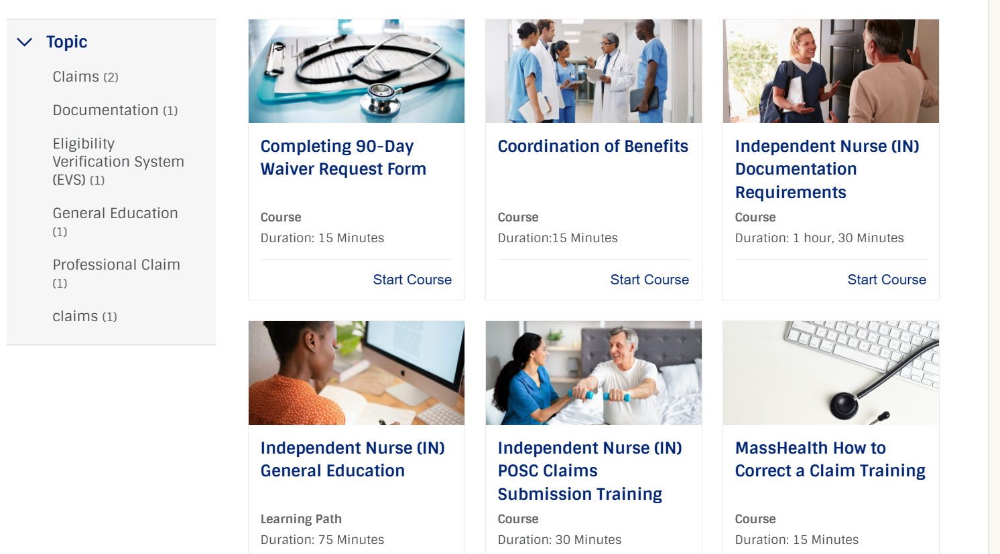 Topic
Claims (2)
Documentation (1)
Eligibility
Verification System
(EVS) (1)
General Education
(1)
Professional Claim
(1)
claims (1)
Completing 90-Day
Waiver Request Form
Course
Duration: 15 Minutes
Start Course
Coordination of Benefits
Course
Duration:15 Minutes
Start Course
Independent Nurse (IN)
Documentation
Requirements
Course
Duration: 1 hour, 30 Minutes
Start Course
Independent Nurse (IN)
General Education
Learning Path
Duration: 75 Minutes
Independent Nurse (IN)
POSC Claims
Submission Training
Course
Duration: 30 Minutes
MassHealth How to
Correct a Claim Training
Course
Duration: 15 Minutes